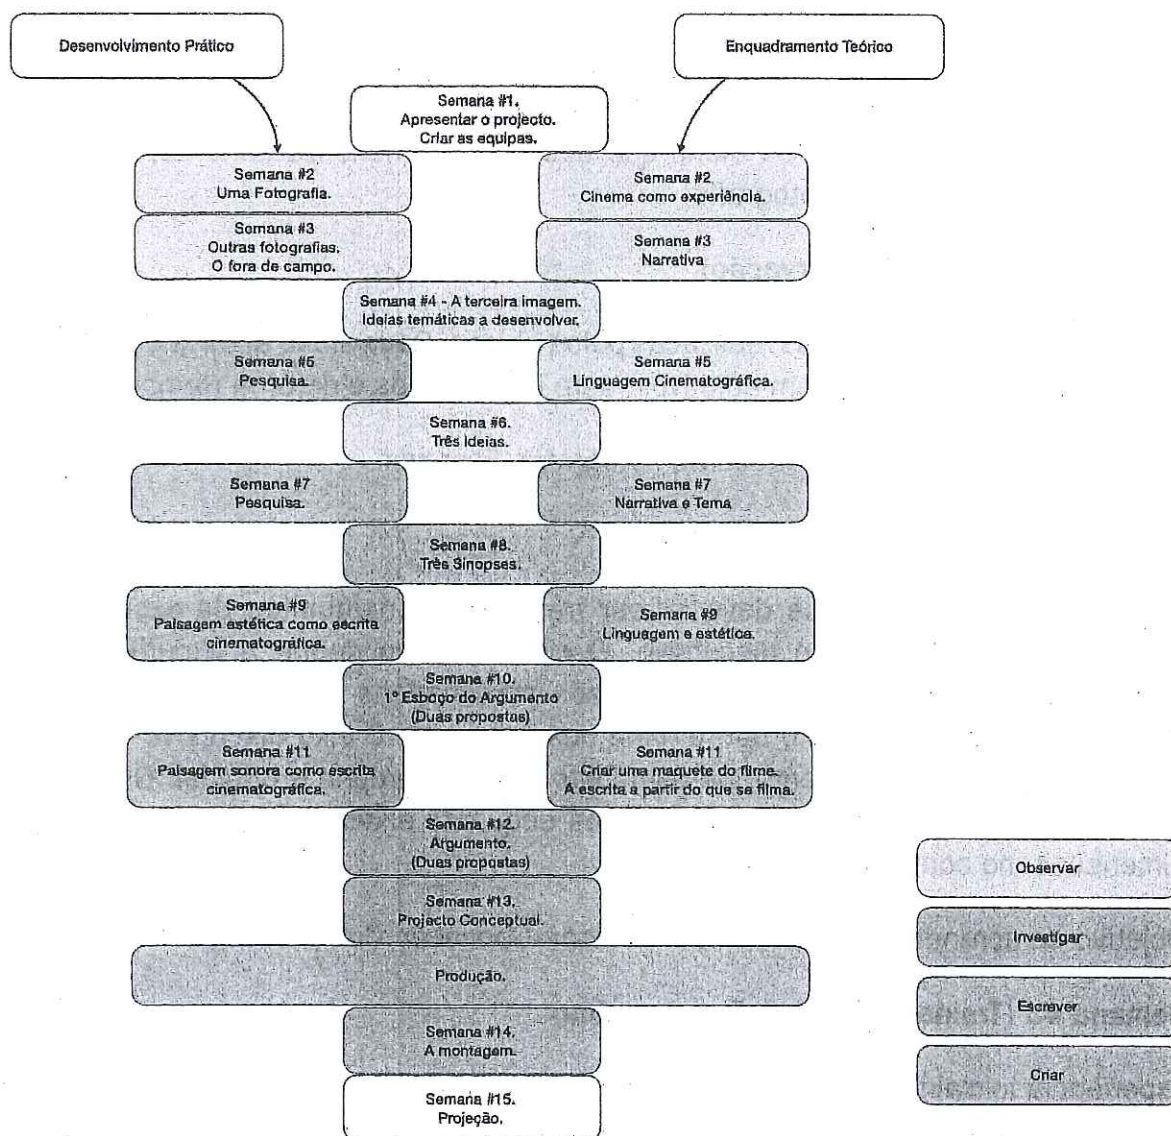 Desenvolvimento Prático
Enquadramento Teórico
Semana #1.
Apresentar o projecto.
Criar as equipas.
Semana #2
Uma Fotografia.
Semana #2
Cinema como experiência.
Semana #3
Outras fotografias.
O fora de campo.
Semana #3
Narrativa
Semana #4 - A terceira imagem.
Ideias temáticas a desenvolver.
Semana #5
Pesquisa.
Semana #5
Linguagem Cinematográfica.
Semana #6.
Três Ideias.
Semana #7
Pesquisa.
Semana #7
Narrativa e Tema
Semana #8.
Três Sinopses.
Semana #9
Paisagem estética como escrita
cinematográfica.
Semana #9
Linguagem e estética.
Semana #10.
1º Esboço do Argumento
(Duas propostas)
Semana #11
Paisagem sonora como escrita
cinematográfica.
Semana #11
Criar uma maquete do filme.
A escrita a partir do que se filma.
Semana #12.
Argumento.
(Duas propostas)
Semana #13.
Projecto Conceptual.
Produção.
Semana #14.
A montagem.
Semana #15.
Projeção.
Observar
Investigar
Escrever
Criar